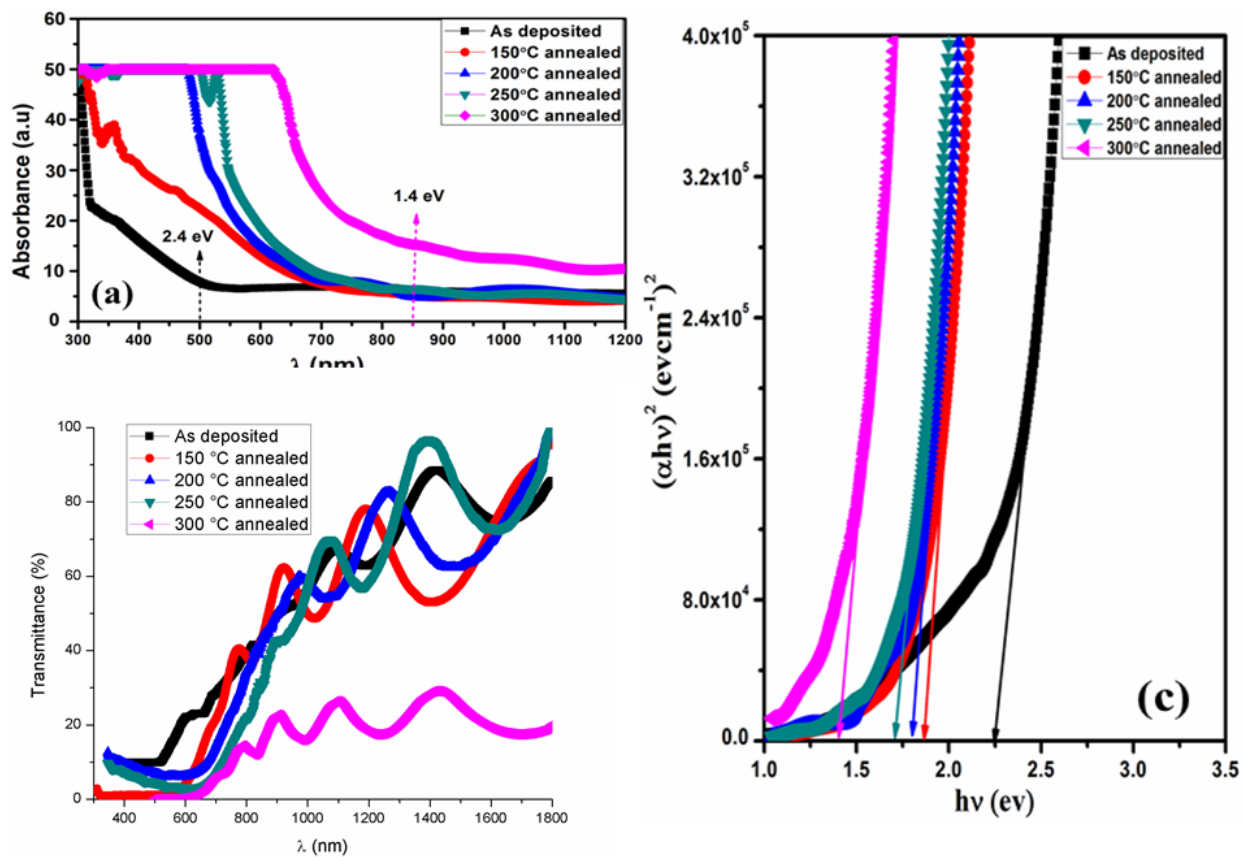 60
50
40
30
20
10
0
Absorbance (a.u)
As deposited
150°C annealed
200°C annealed
250°C annealed
300°C annealed
2.4 eV
1.4 eV
(a)
300 400 500 600 700 800 900 1000 1100 1200
λ (nm)
100
80
60
40
20
0
Transmittance (%)
As deposited
150 °C annealed
200 °C annealed
250 °C annealed
300 °C annealed
400 600 800 1000 1200 1400 1600 1800
λ (nm)
4.0x10⁵
3.2x10⁵
2.4x10⁵
1.6x10⁵
8.0x10⁴
0.0
(αhν)² (evcm⁻¹)²
As deposited
150°C annealed
200°C annealed
250°C annealed
300°C annealed
(c)
1.0 1.5 2.0 2.5 3.0 3.5
hν (ev)